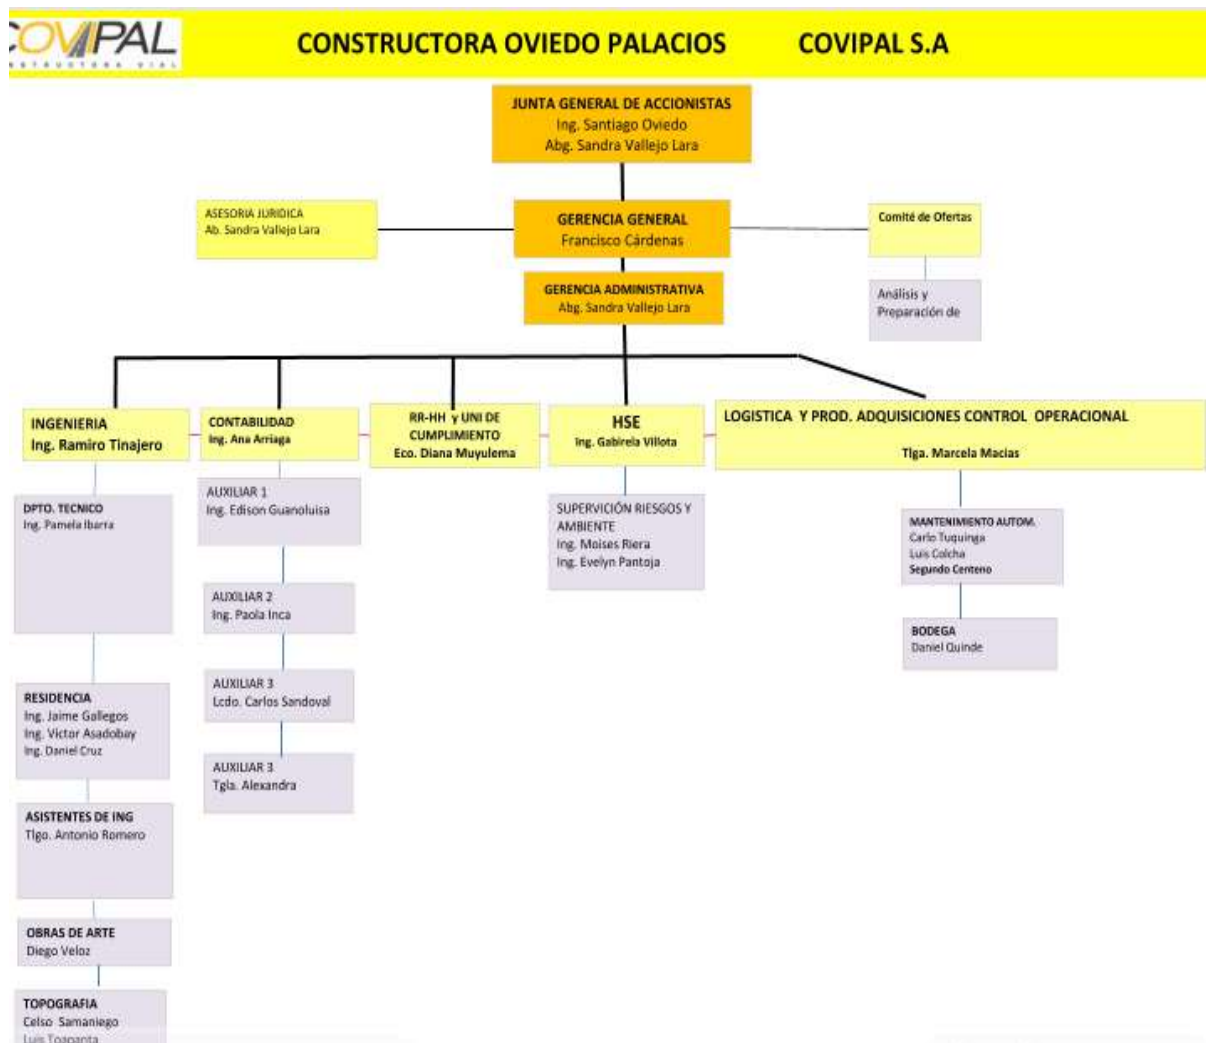 COVIPAL
CONSTRUCTORA VIAL
CONSTRUCTORA OVIEDO PALACIOS COVIPAL S.A
JUNTA GENERAL DE ACCIONISTAS
Ing. Santiago Oviedo
Abg. Sandra Vallejo Lara
ASESORIA JURIDICA
Ab. Sandra Vallejo Lara
GERENCIA GENERAL
Francisco Cárdenas
Comité de Ofertas
GERENCIA ADMINISTRATIVA
Abg. Sandra Vallejo Lara
Análisis y
Preparación de
INGENIERIA
Ing. Ramiro Tinajero
CONTABILIDAD
Ing. Ana Arriaga
RR-HH y UNI DE
CUMPLIMIENTO
Eco. Diana Muyulema
HSE
Ing. Gabirela Villota
LOGISTICA Y PROD. ADQUISICIONES CONTROL OPERACIONAL
Tlga. Marcela Macias
DPTO. TECNICO
Ing. Pamela Ibarra
RESIDENCIA
Ing. Jaime Gallegos
Ing. Victor Asadobay
Ing. Daniel Cruz
ASISTENTES DE ING
Tlgo. Antonio Romero
OBRAS DE ARTE
Diego Veloz
TOPOGRAFIA
Celso Samaniego
Luis Toapanta
AUXILIAR 1
Ing. Edison Guanoluisa
AUXILIAR 2
Ing. Paola Inca
AUXILIAR 3
Lcdo. Carlos Sandoval
AUXILIAR 3
Tgla. Alexandra
SUPERVICIÓN RIESGOS Y
AMBIENTE
Ing. Moises Riera
Ing. Evelyn Pantoja
MANTENIMIENTO AUTOM.
Carlo Tuquinga
Luis Colcha
Segundo Centeno
BODEGA
Daniel Quinde